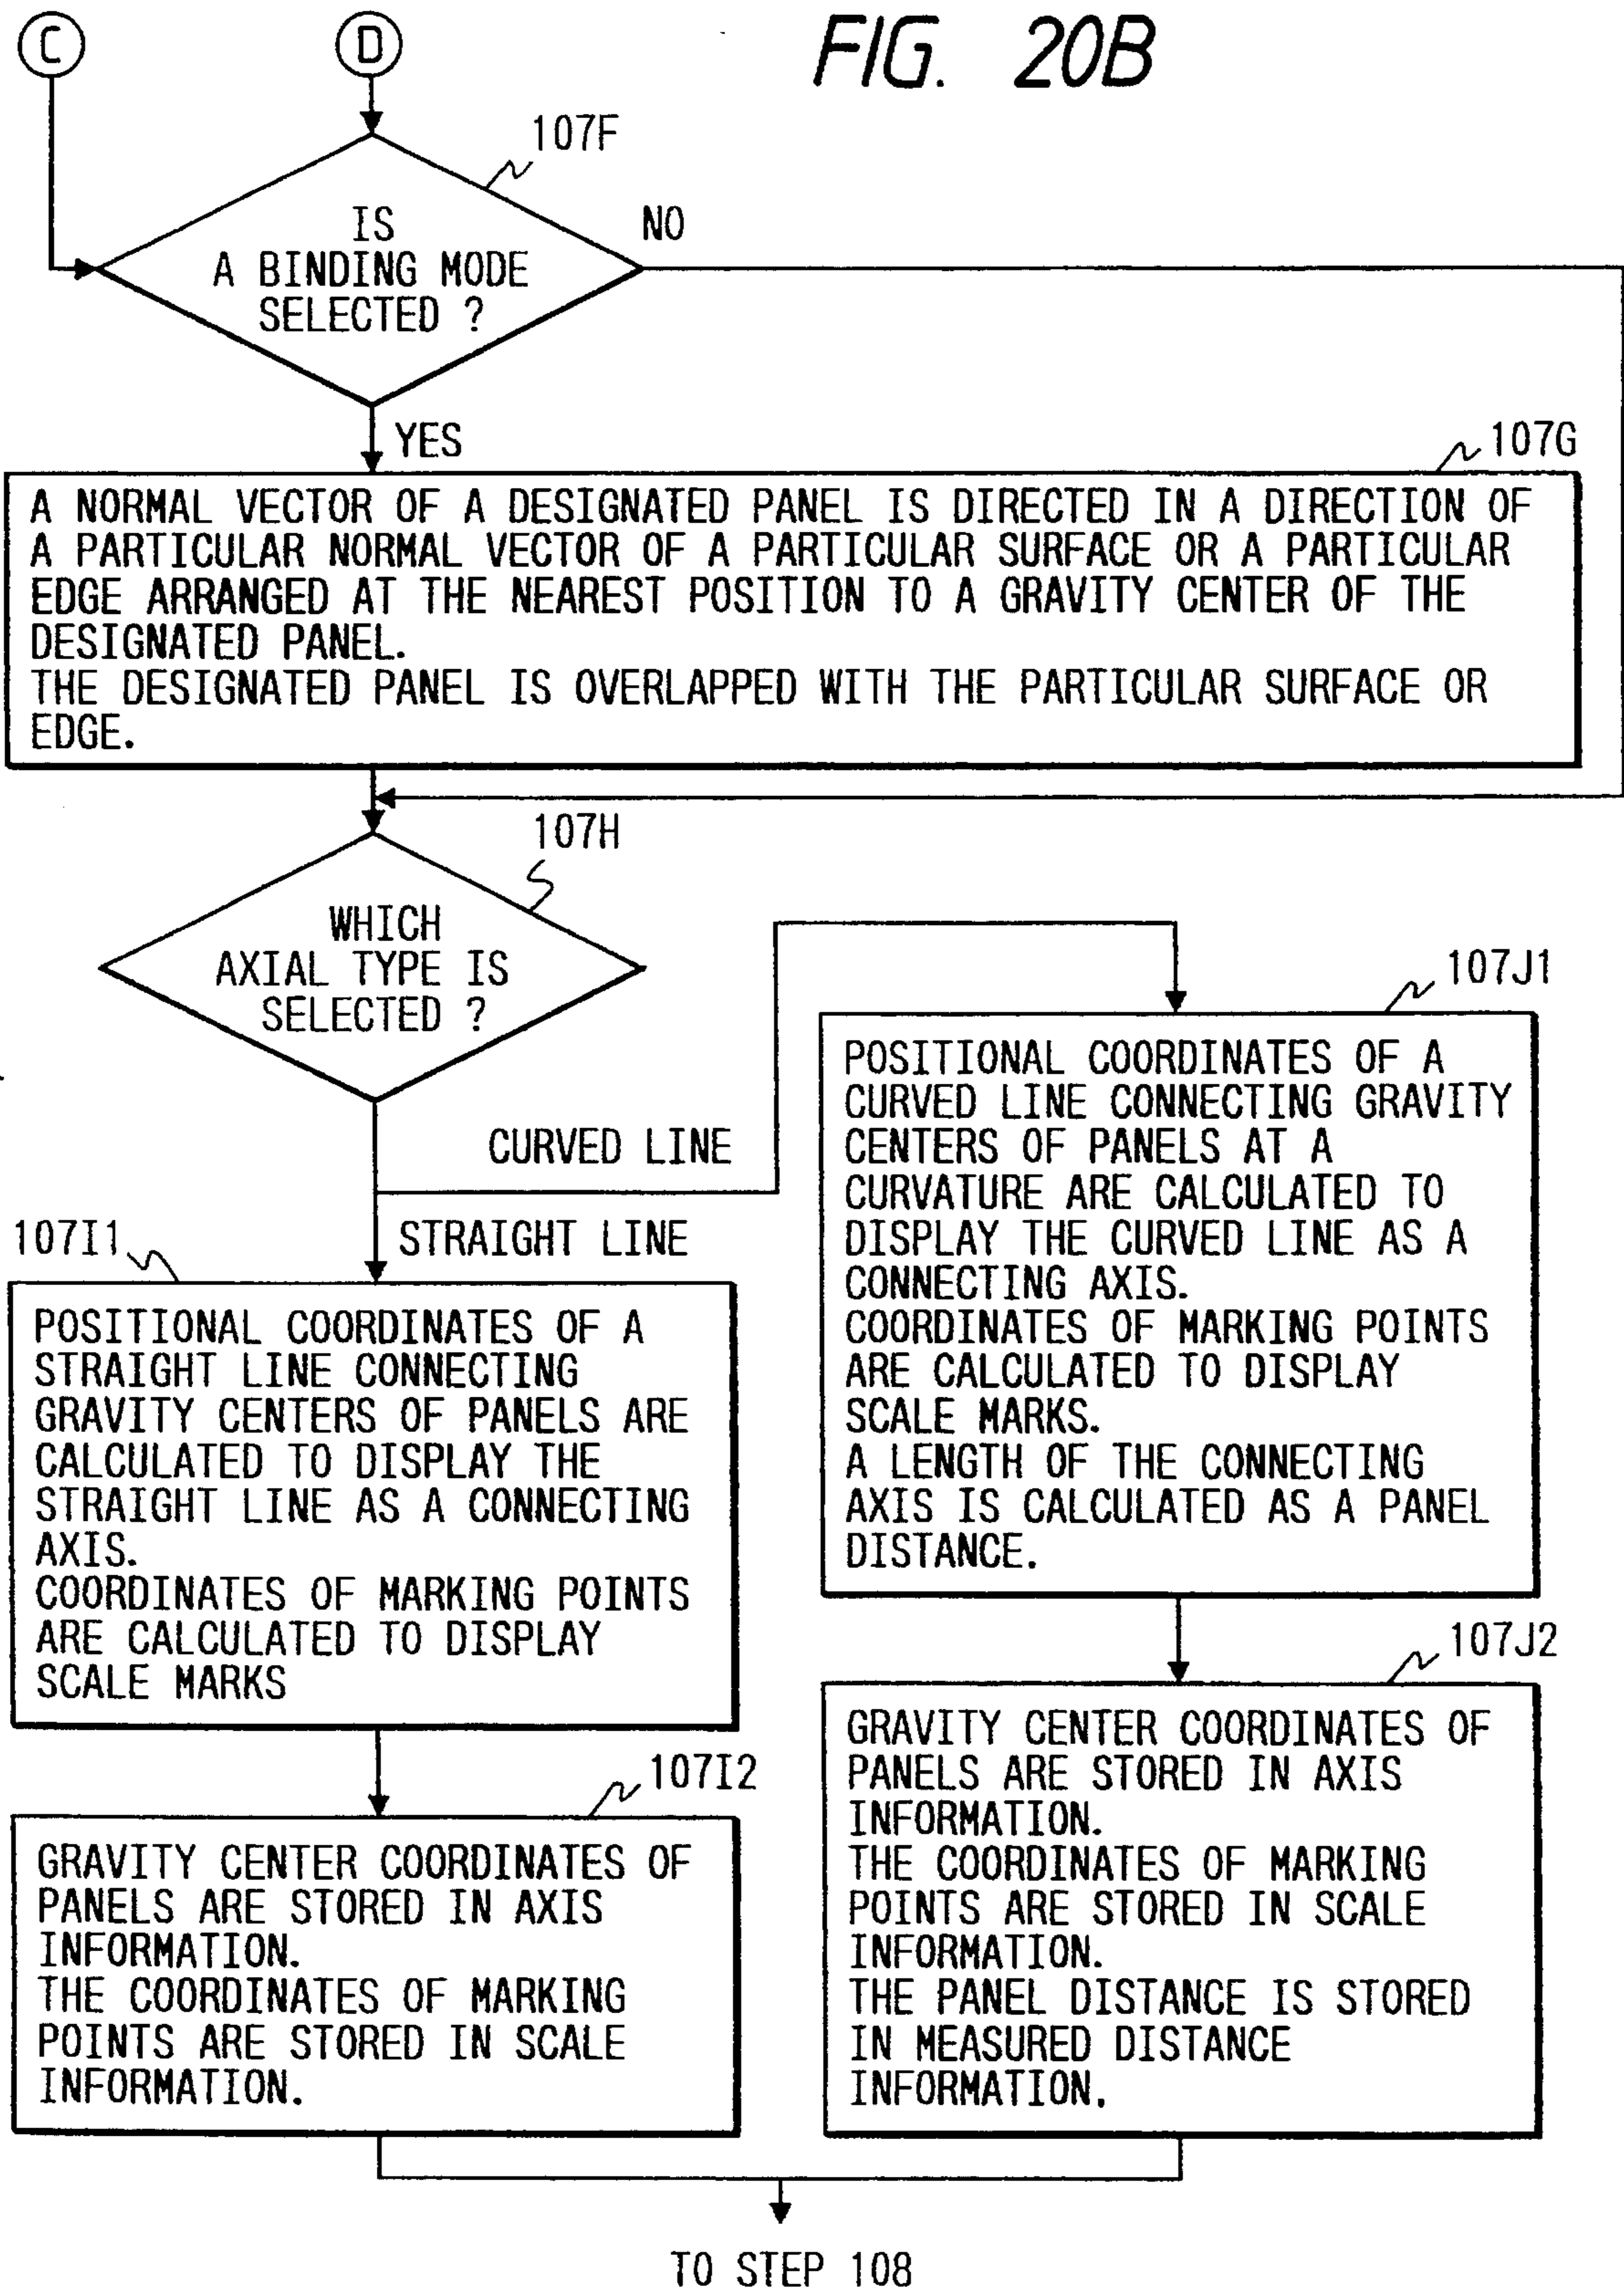 C
D
FIG. 20B
107F
IS
A BINDING MODE
SELECTED ?
NO
YES
107G
A NORMAL VECTOR OF A DESIGNATED PANEL IS DIRECTED IN A DIRECTION OF
A PARTICULAR NORMAL VECTOR OF A PARTICULAR SURFACE OR A PARTICULAR
EDGE ARRANGED AT THE NEAREST POSITION TO A GRAVITY CENTER OF THE
DESIGNATED PANEL.
THE DESIGNATED PANEL IS OVERLAPPED WITH THE PARTICULAR SURFACE OR
EDGE.
107H
WHICH
AXIAL TYPE IS
SELECTED ?
CURVED LINE
STRAIGHT LINE
107I1
POSITIONAL COORDINATES OF A
STRAIGHT LINE CONNECTING
GRAVITY CENTERS OF PANELS ARE
CALCULATED TO DISPLAY THE
STRAIGHT LINE AS A CONNECTING
AXIS.
COORDINATES OF MARKING POINTS
ARE CALCULATED TO DISPLAY
SCALE MARKS
107I2
GRAVITY CENTER COORDINATES OF
PANELS ARE STORED IN AXIS
INFORMATION.
THE COORDINATES OF MARKING
POINTS ARE STORED IN SCALE
INFORMATION.
107J1
POSITIONAL COORDINATES OF A
CURVED LINE CONNECTING GRAVITY
CENTERS OF PANELS AT A
CURVATURE ARE CALCULATED TO
DISPLAY THE CURVED LINE AS A
CONNECTING AXIS.
COORDINATES OF MARKING POINTS
ARE CALCULATED TO DISPLAY
SCALE MARKS.
A LENGTH OF THE CONNECTING
AXIS IS CALCULATED AS A PANEL
DISTANCE.
107J2
GRAVITY CENTER COORDINATES OF
PANELS ARE STORED IN AXIS
INFORMATION.
THE COORDINATES OF MARKING
POINTS ARE STORED IN SCALE
INFORMATION.
THE PANEL DISTANCE IS STORED
IN MEASURED DISTANCE
INFORMATION.
TO STEP 108